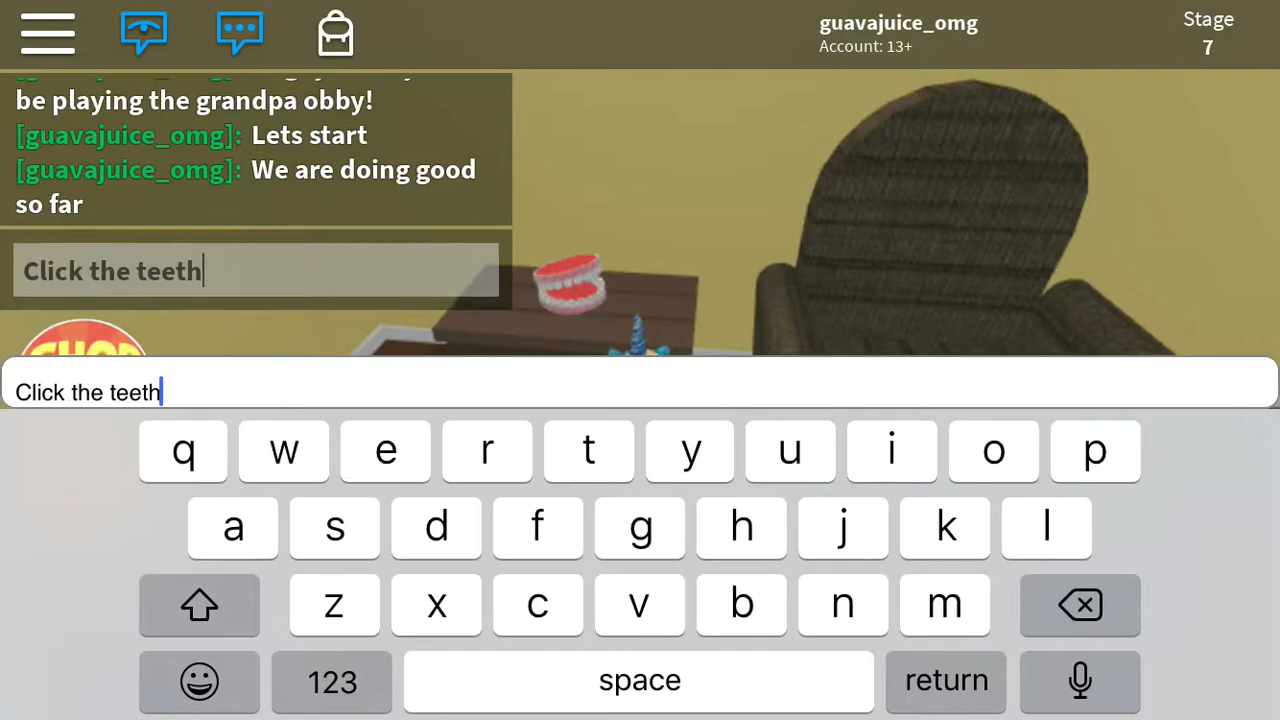 guavajuice_omg
Account: 13+
Stage
7
be playing the grandpa obby!
[guavajuice_omg]: Lets start
[guavajuice_omg]: We are doing good
so far
Click the teeth
SHOP
Click the teeth
q w e r t y u i o p
a s d f g h j k l
z x c v b n m
123 space return